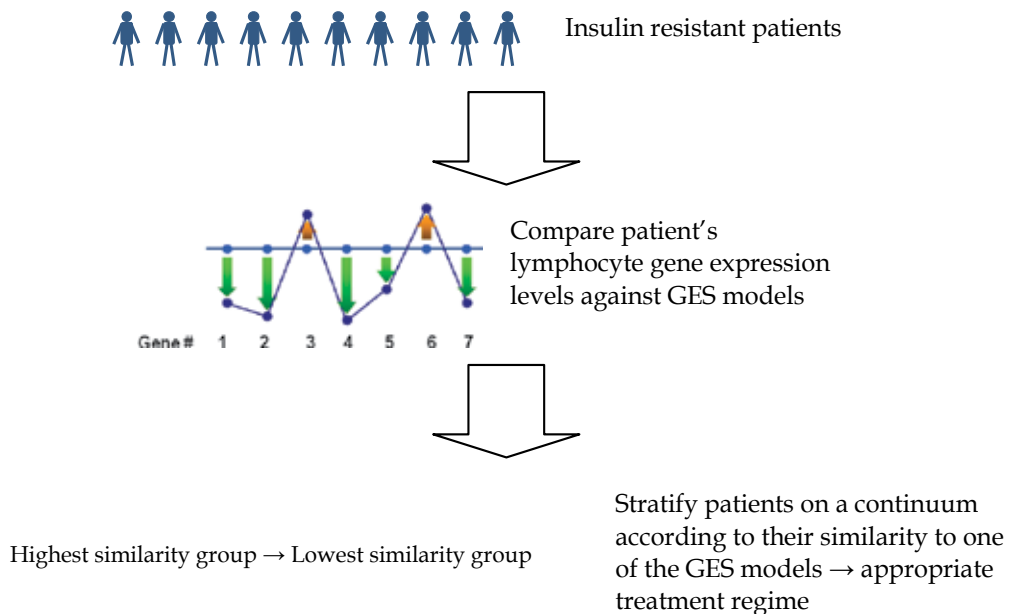 Insulin resistant patients
Compare patient's
lymphocyte gene expression
levels against GES models
Gene # 1 2 3 4 5 6 7
Stratify patients on a continuum
according to their similarity to one
of the GES models → appropriate
treatment regime
Highest similarity group → Lowest similarity group